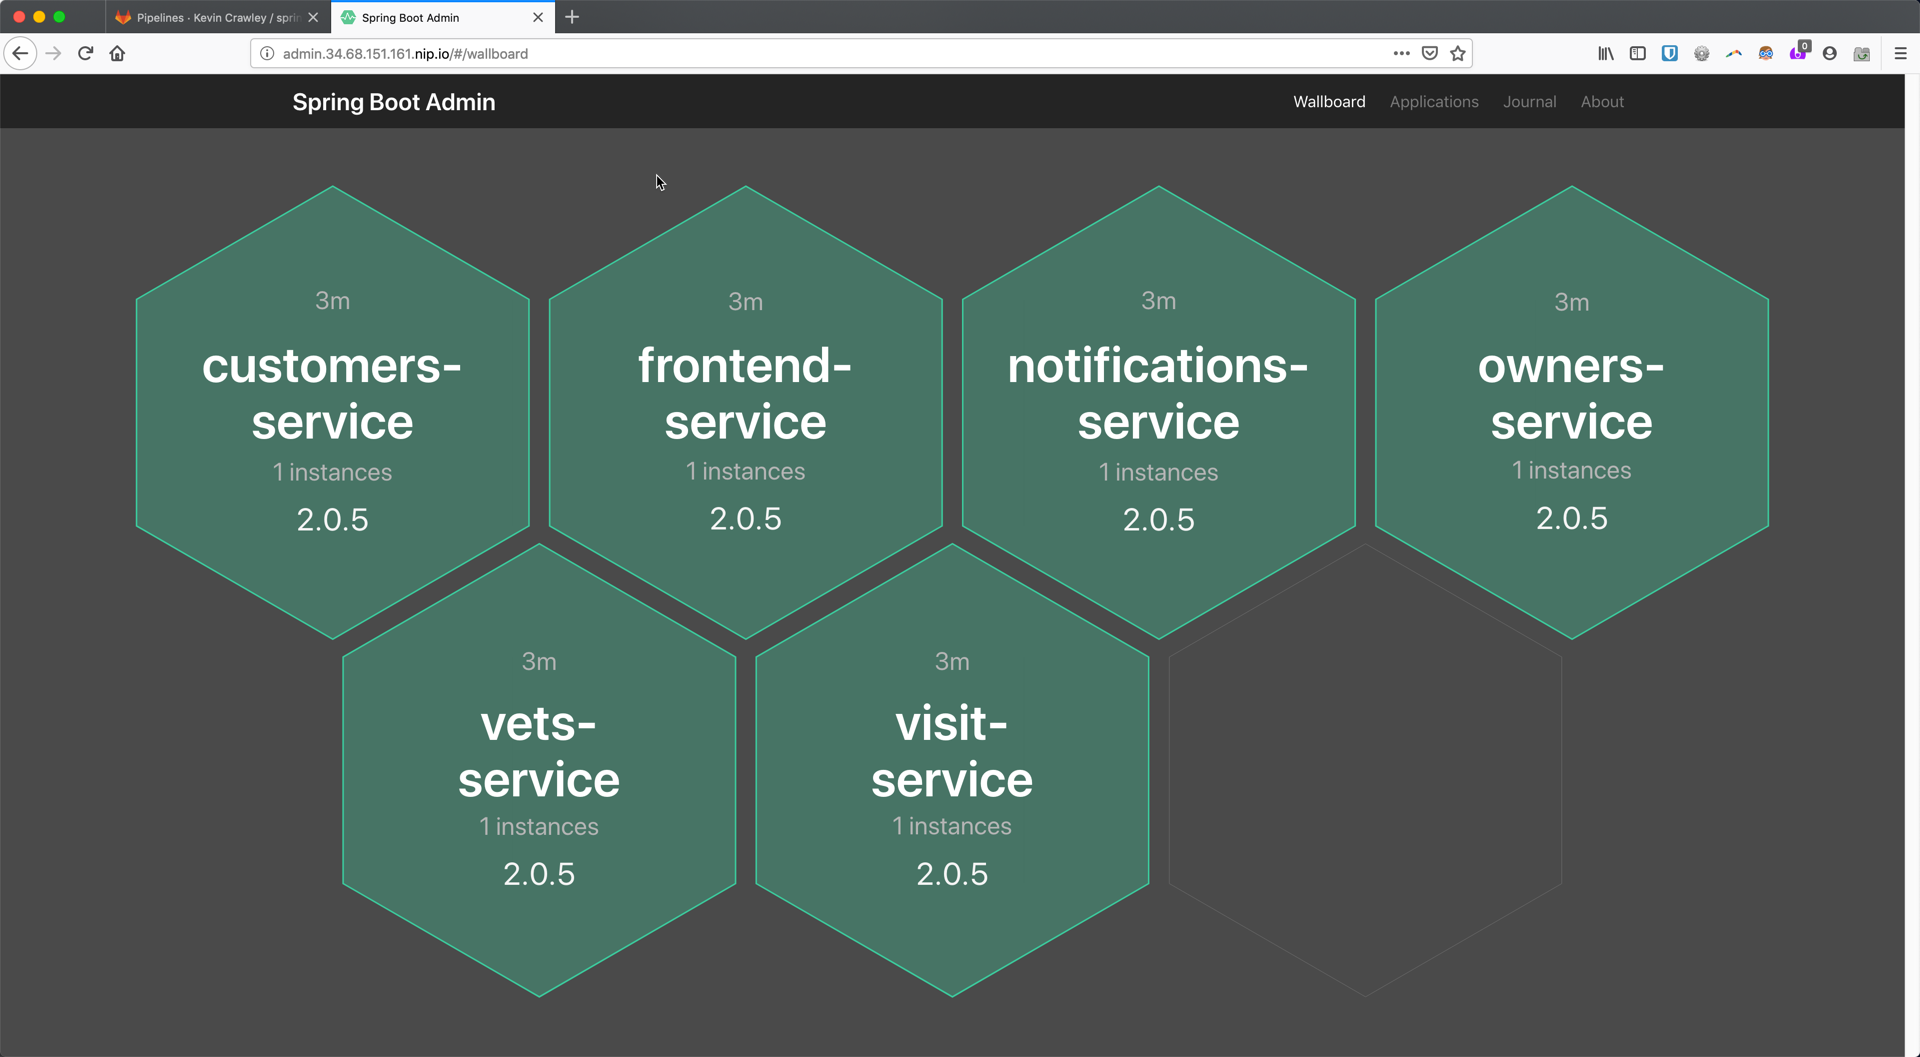 Pipelines · Kevin Crawley / sprin
Spring Boot Admin
admin.34.68.151.161.nip.io/#/wallboard
0
Spring Boot Admin
Wallboard
Applications
Journal
About
3m
customers-
service
1 instances
2.0.5
3m
frontend-
service
1 instances
2.0.5
3m
notifications-
service
1 instances
2.0.5
3m
owners-
service
1 instances
2.0.5
3m
vets-
service
1 instances
2.0.5
3m
visit-
service
1 instances
2.0.5